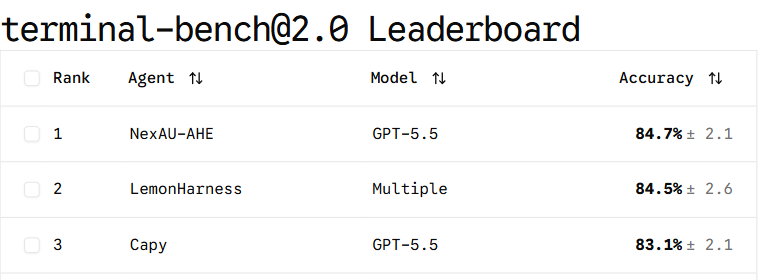 terminal-bench@2.0 Leaderboard
Rank Agent ↑↓ Model ↑↓ Accuracy ↑↓
1 NexAU-AHE GPT-5.5 84.7% ± 2.1
2 LemonHarness Multiple 84.5% ± 2.6
3 Capy GPT-5.5 83.1% ± 2.1